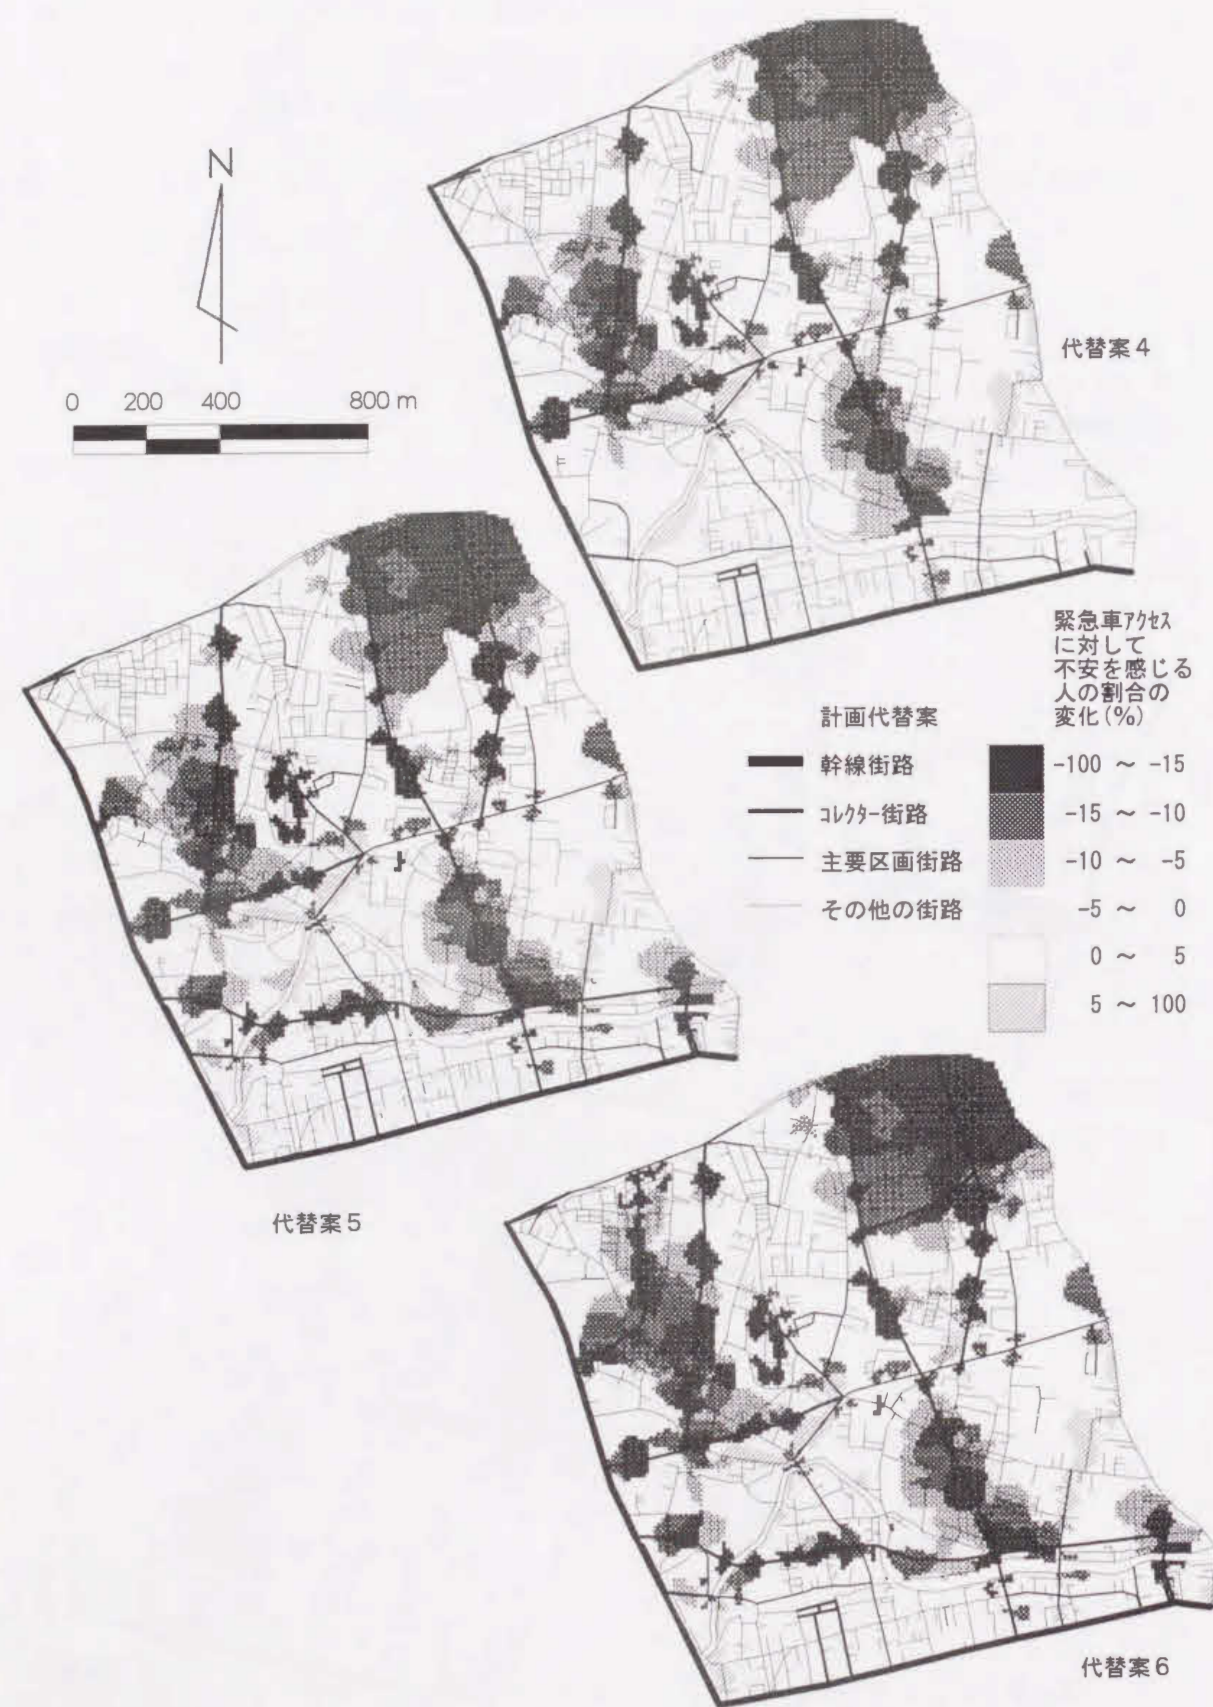 N
0 200 400 800 m
代替案4
緊急車アクセス
に対して
不安を感じる
人の割合の
変化(%)
計画代替案
幹線街路
コレクター街路
主要区画街路
その他の街路
-100 ～ -15
-15 ～ -10
-10 ～ -5
-5 ～ 0
0 ～ 5
5 ～ 100
代替案5
代替案6